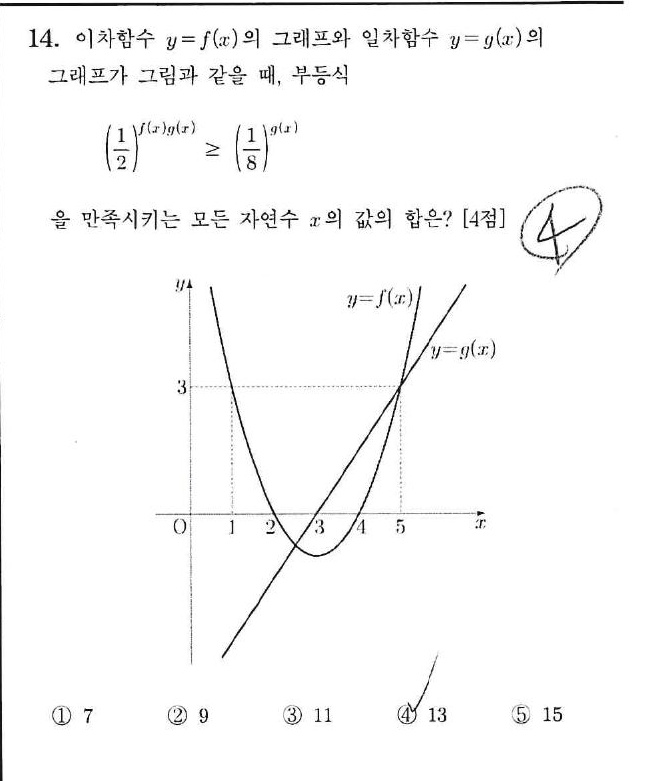 14. 이차함수 y=f(x)의 그래프와 일차함수 y=g(x)의
그래프가 그림과 같을 때, 부등식
(1/2)^{f(x)g(x)} ≥ (1/8)^{g(x)}
을 만족시키는 모든 자연수 x의 값의 합은? [4점]
4
y
y=f(x)
y=g(x)
3
O 1 2 3 4 5 x
① 7 ② 9 ③ 11 ④ 13 ⑤ 15